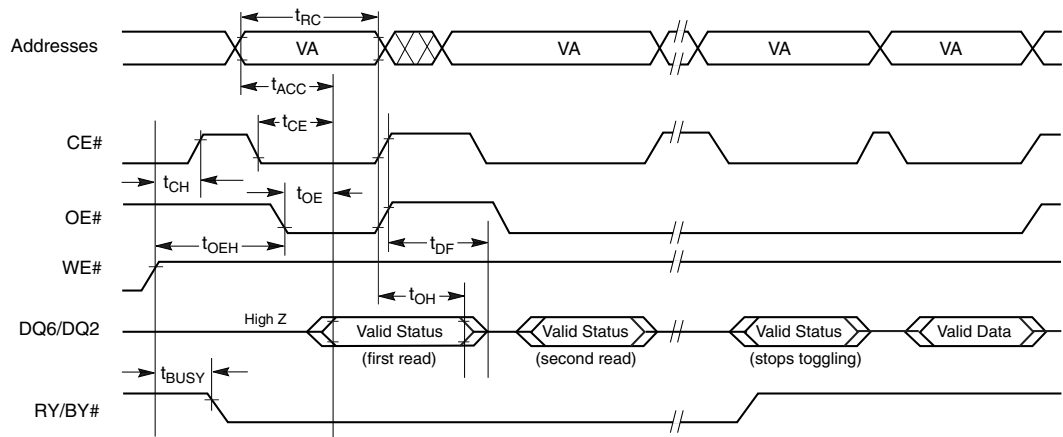 tRC
Addresses VA VA VA VA
tACC
tCE
CE#
tCH tOE
OE#
tOEH tDF
WE#
tOH
DQ6/DQ2 High Z Valid Status Valid Status Valid Status Valid Data
(first read) (second read) (stops toggling)
tBUSY
RY/BY#